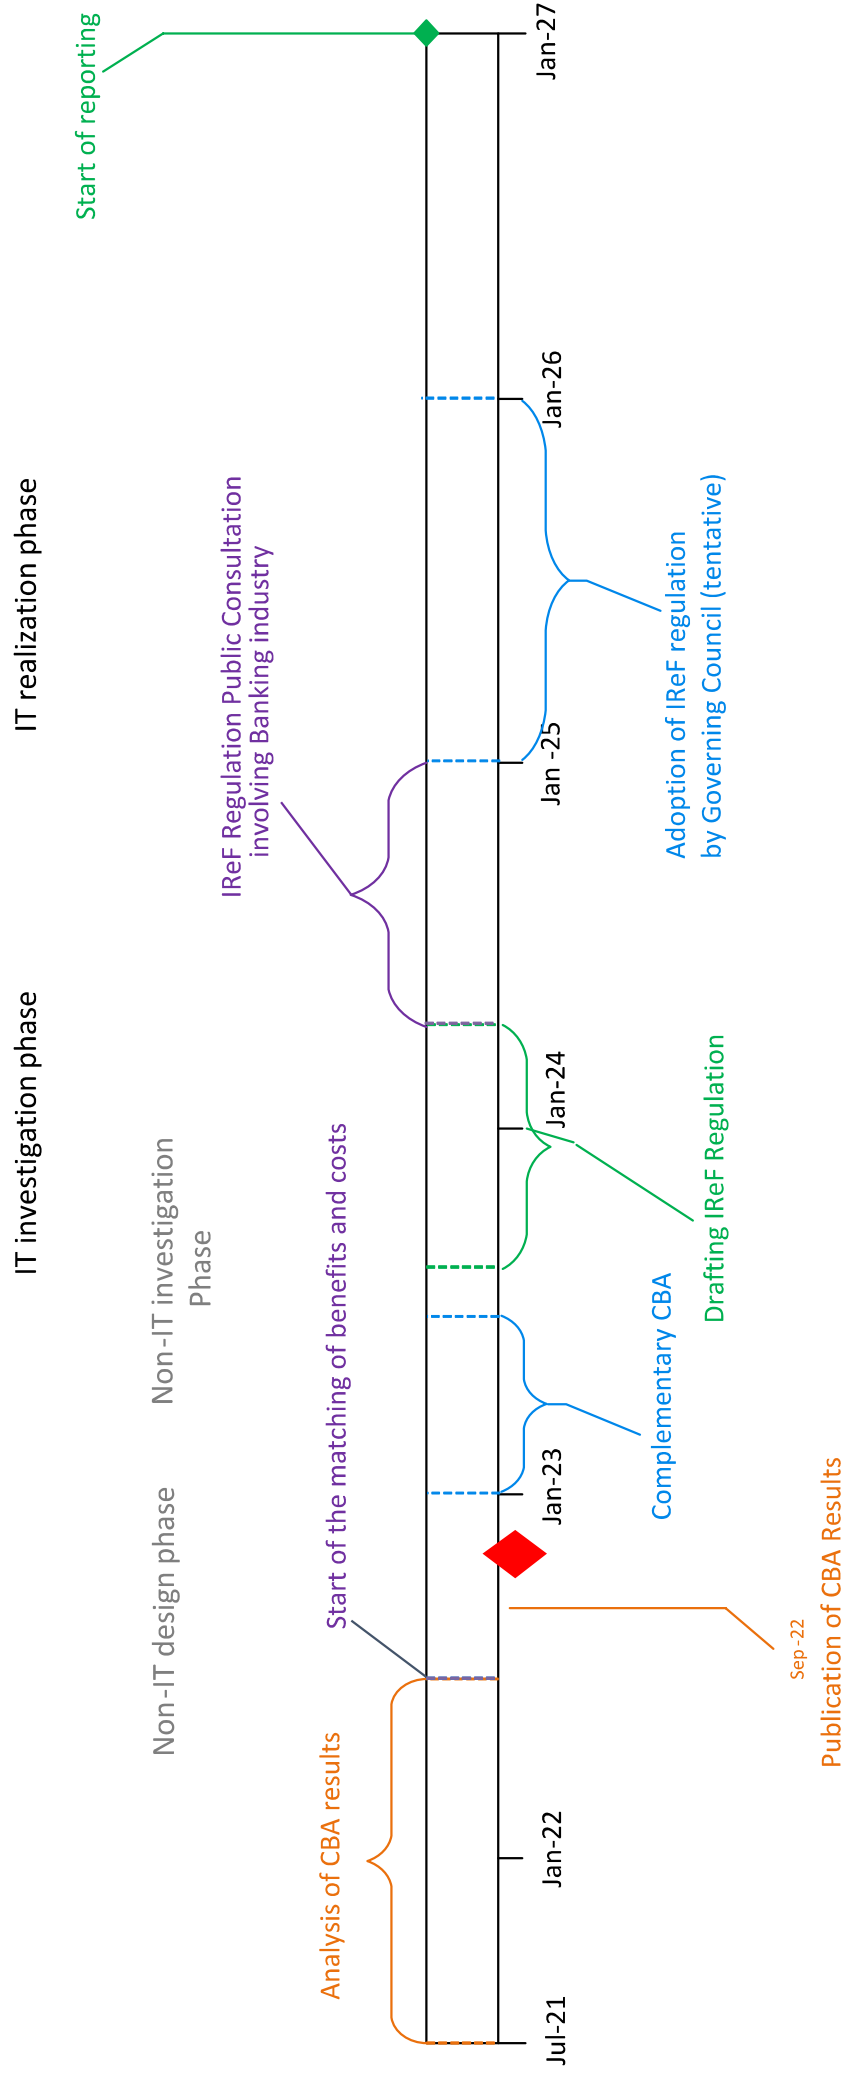 IT investigation phase
IT realization phase
Non-IT design phase
Non-IT investigation
Phase
Start of reporting
IReF Regulation Public Consultation
involving Banking industry
Analysis of CBA results
Start of the matching of benefits and costs
Jul-21
Jan-22
Jan-23
Jan-24
Jan -25
Jan-26
Jan-27
Complementary CBA
Adoption of IReF regulation
by Governing Council (tentative)
Drafting IReF Regulation
Sep -22
Publication of CBA Results